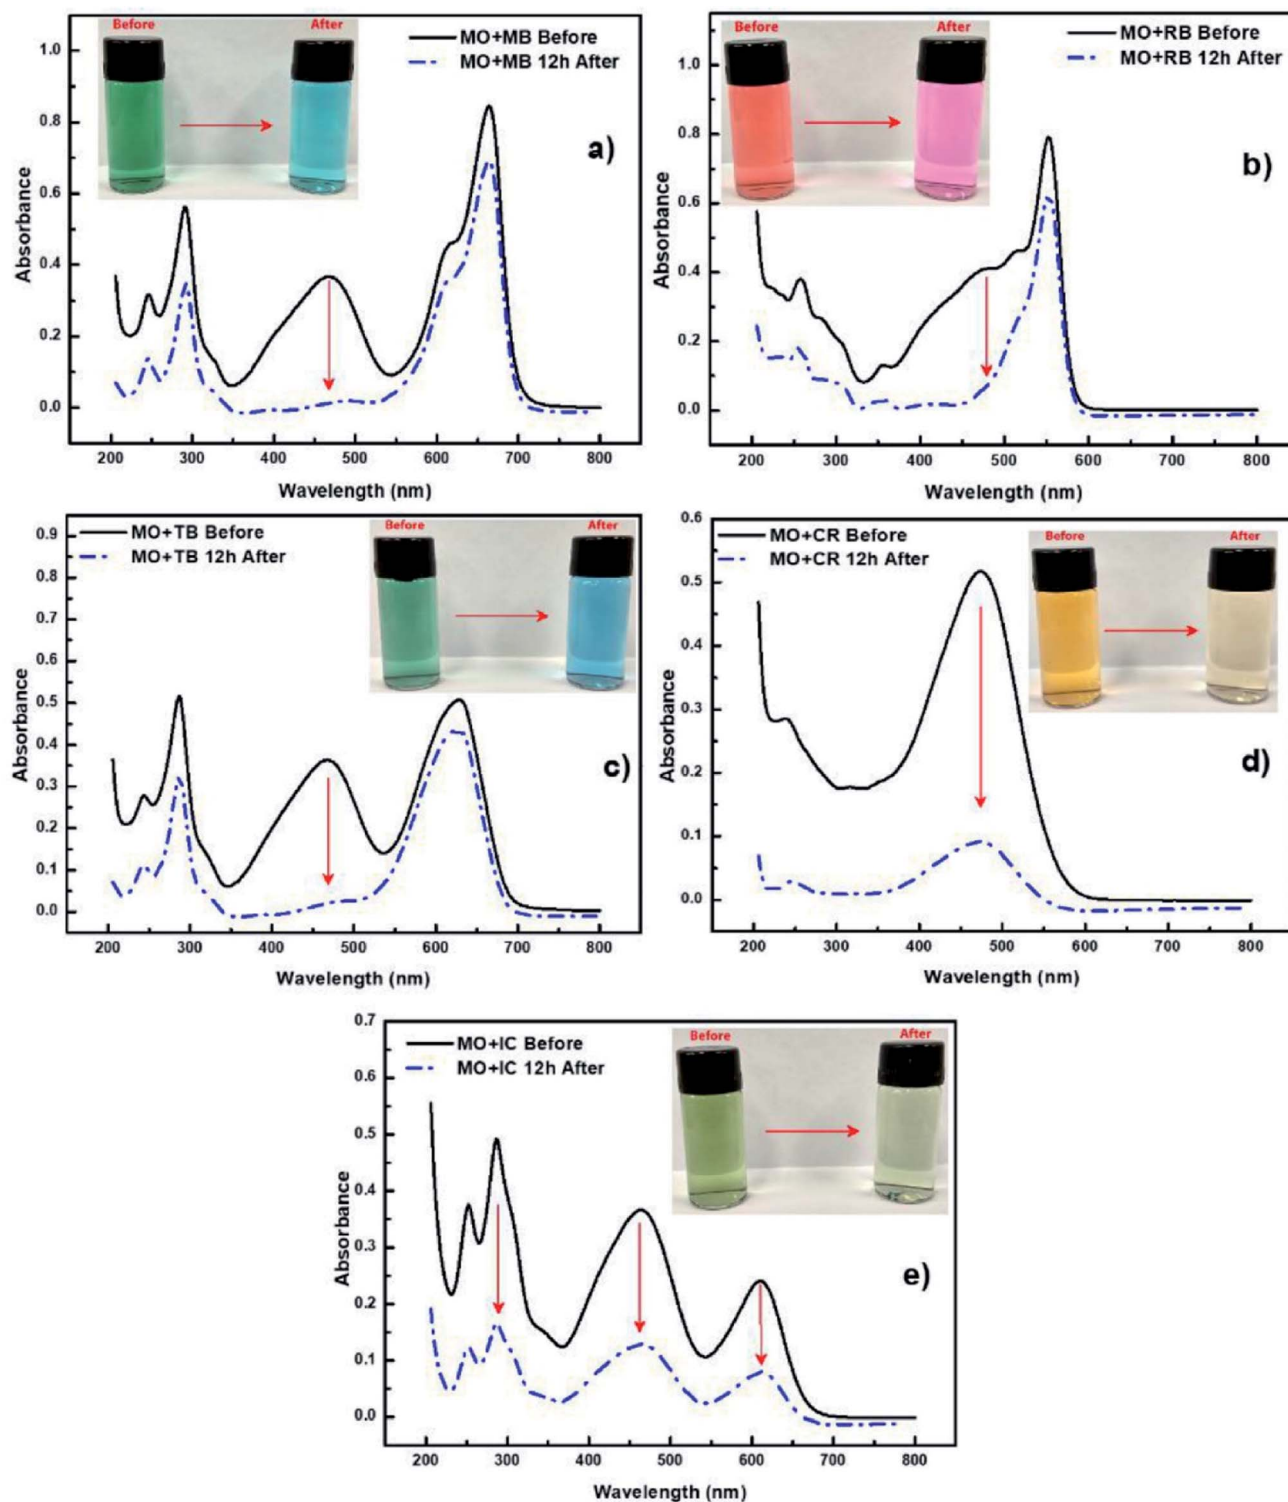 Before
After
MO+MB Before
MO+MB 12h After
a)
1.0
0.8
0.6
0.4
0.2
0.0
Absorbance
200 300 400 500 600 700 800
Wavelength (nm)
Before
After
MO+RB Before
MO+RB 12h After
b)
1.0
0.8
0.6
0.4
0.2
0.0
Absorbance
200 300 400 500 600 700 800
Wavelength (nm)
MO+TB Before
MO+TB 12h After
Before
After
c)
0.9
0.8
0.7
0.6
0.5
0.4
0.3
0.2
0.1
0.0
Absorbance
200 300 400 500 600 700 800
Wavelength (nm)
MO+CR Before
MO+CR 12h After
Before
After
d)
0.6
0.5
0.4
0.3
0.2
0.1
0.0
Absorbance
200 300 400 500 600 700 800
Wavelength (nm)
MO+IC Before
MO+IC 12h After
Before
After
e)
0.7
0.6
0.5
0.4
0.3
0.2
0.1
0.0
Absorbance
200 300 400 500 600 700 800
Wavelength (nm)